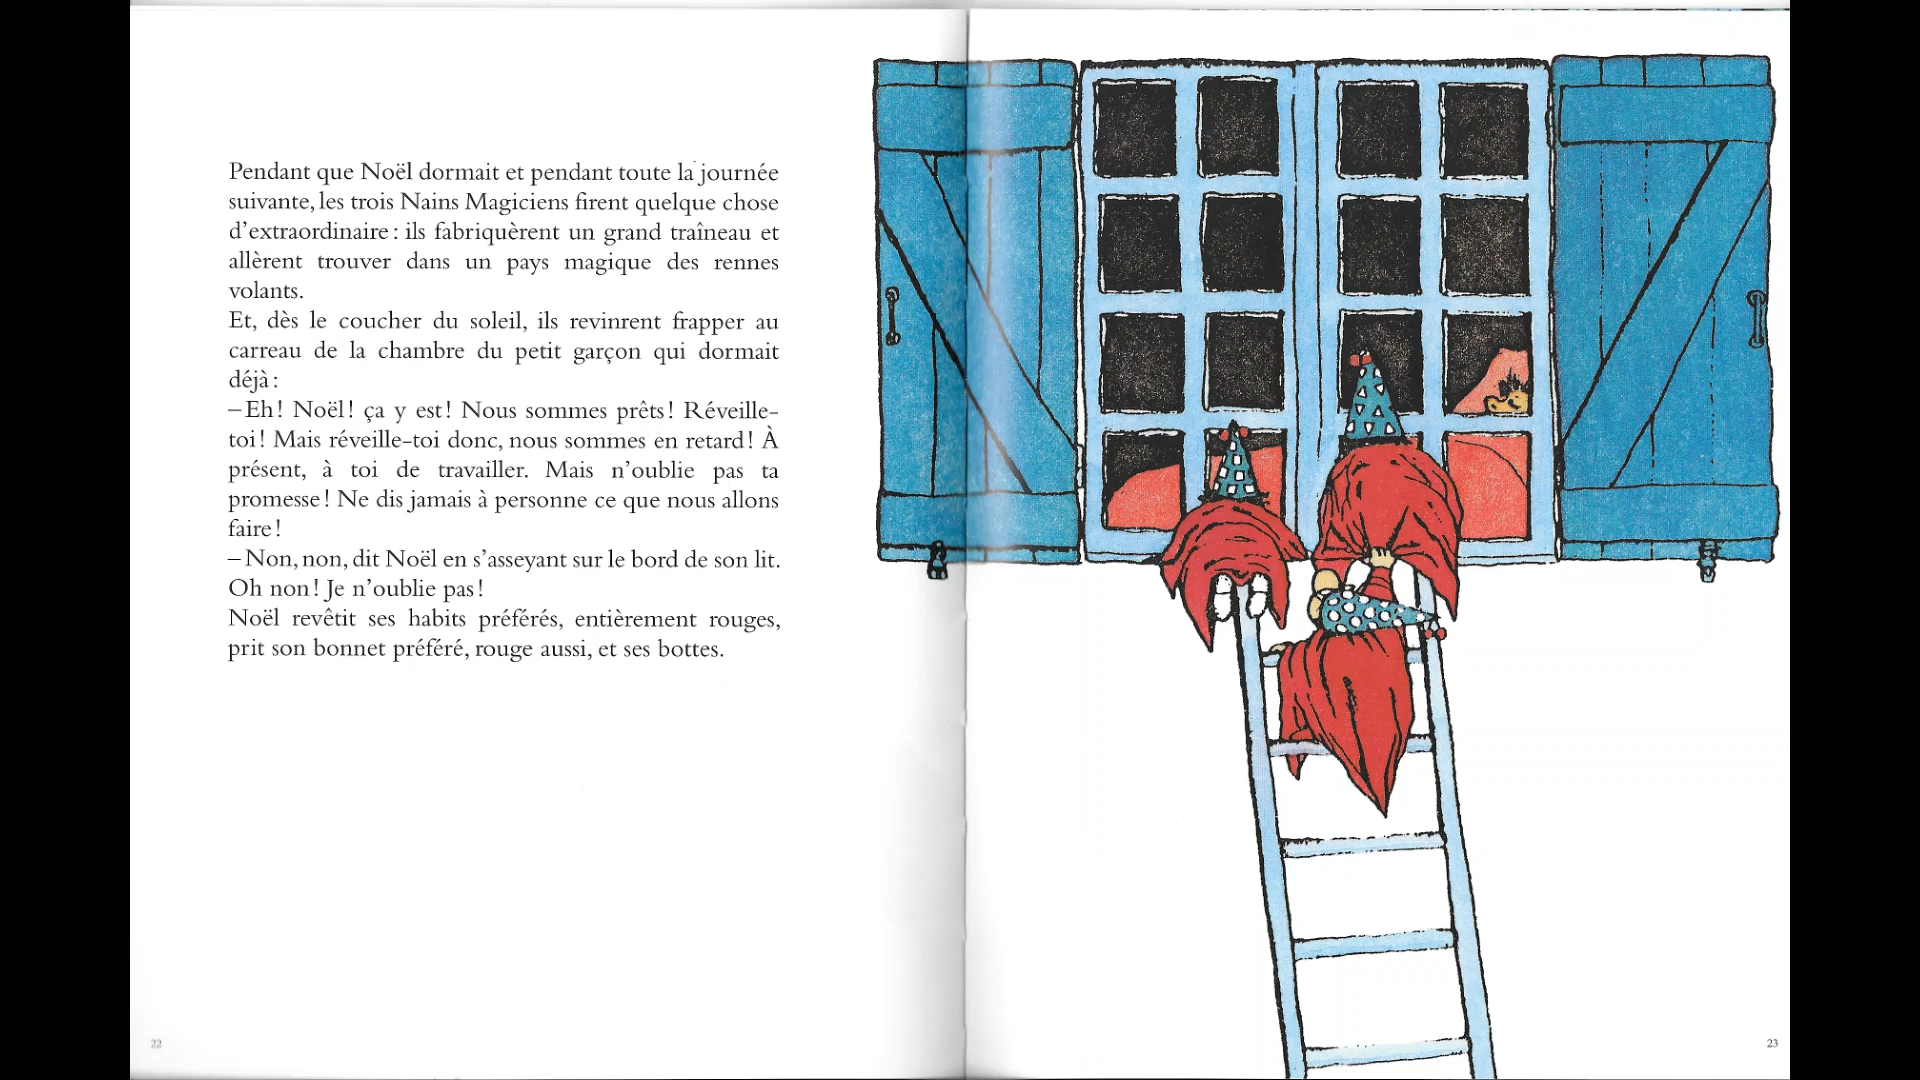 Pendant que Noël dormait et pendant toute la journée
suivante, les trois Nains Magiciens firent quelque chose
d'extraordinaire : ils fabriquèrent un grand traîneau et
allèrent trouver dans un pays magique des rennes
volants.
Et, dès le coucher du soleil, ils revinrent frapper au
carreau de la chambre du petit garçon qui dormait
déjà :
– Eh ! Noël ! ça y est ! Nous sommes prêts ! Réveille-
toi ! Mais réveille-toi donc, nous sommes en retard ! À
présent, à toi de travailler. Mais n'oublie pas ta
promesse ! Ne dis jamais à personne ce que nous allons
faire !
– Non, non, dit Noël en s'asseyant sur le bord de son lit.
Oh non ! Je n'oublie pas !
Noël revêtit ses habits préférés, entièrement rouges,
prit son bonnet préféré, rouge aussi, et ses bottes.
22
23